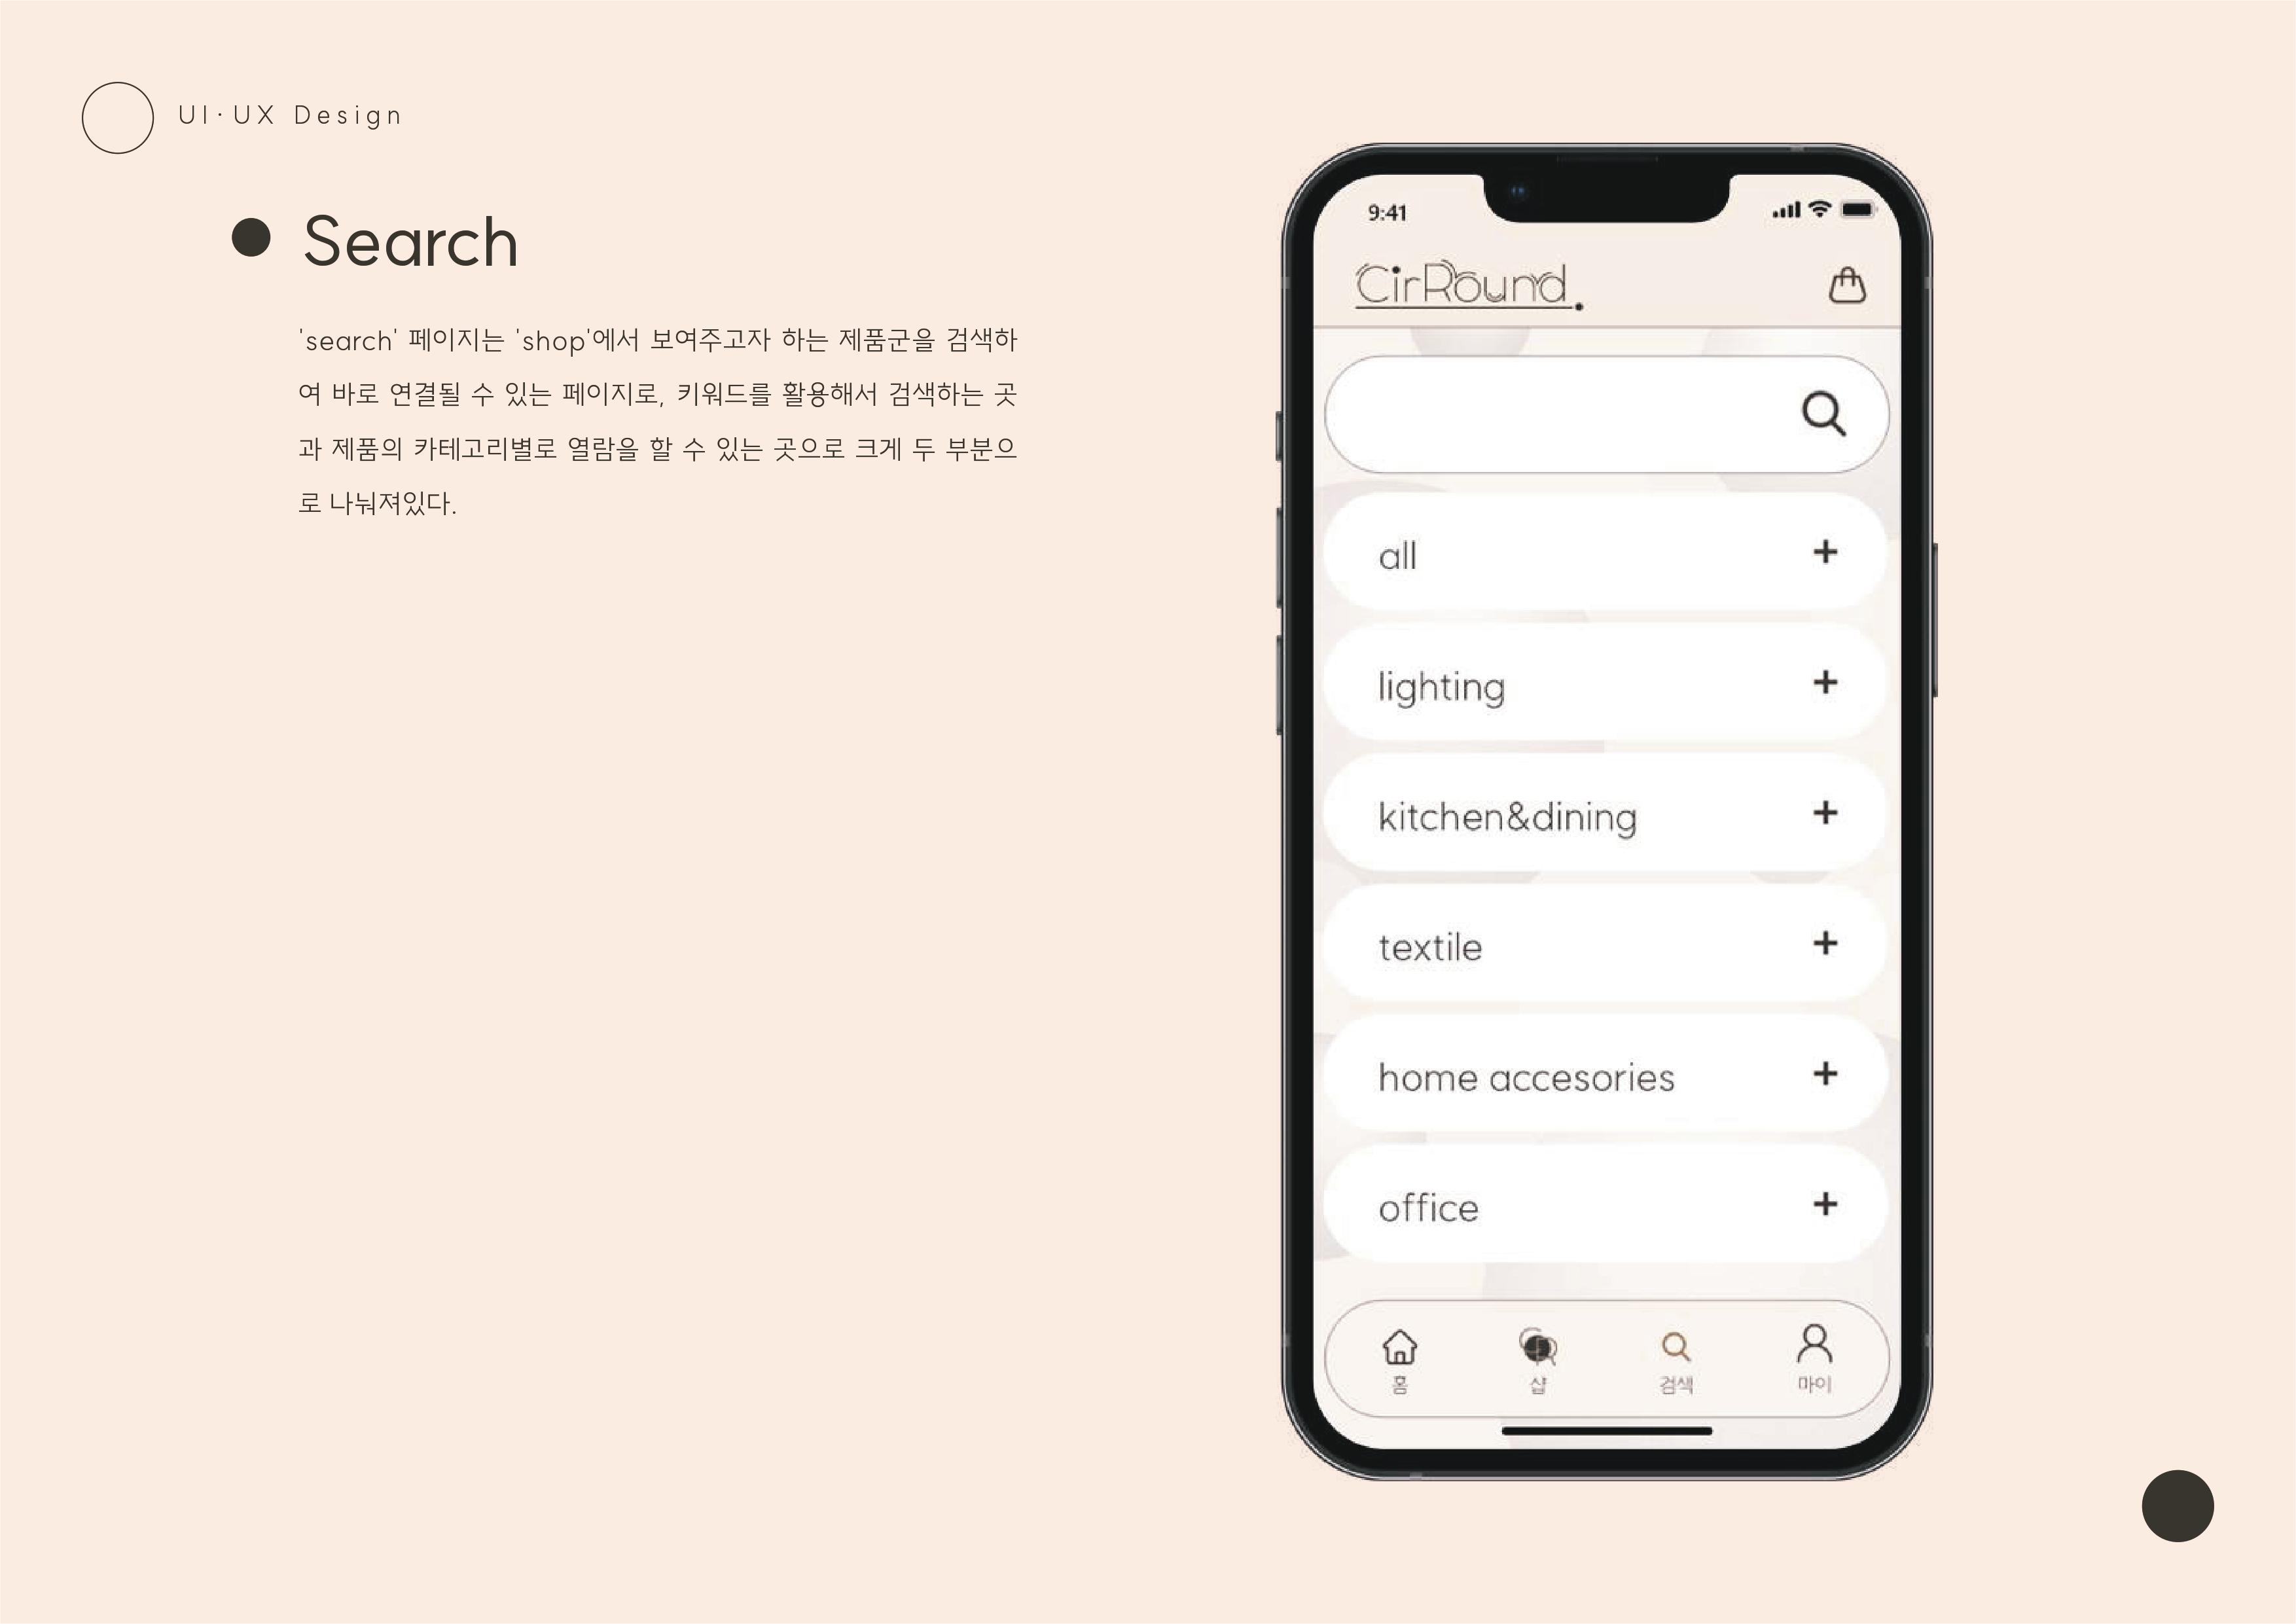 UI·UX Design
Search
'search' 페이지는 'shop'에서 보여주고자 하는 제품군을 검색하
여 바로 연결될 수 있는 페이지로, 키워드를 활용해서 검색하는 곳
과 제품의 카테고리별로 열람을 할 수 있는 곳으로 크게 두 부분으
로 나눠져있다.
9:41
CirRound.
all
lighting
kitchen&dining
textile
home accesories
office
홈 샵 검색 마이